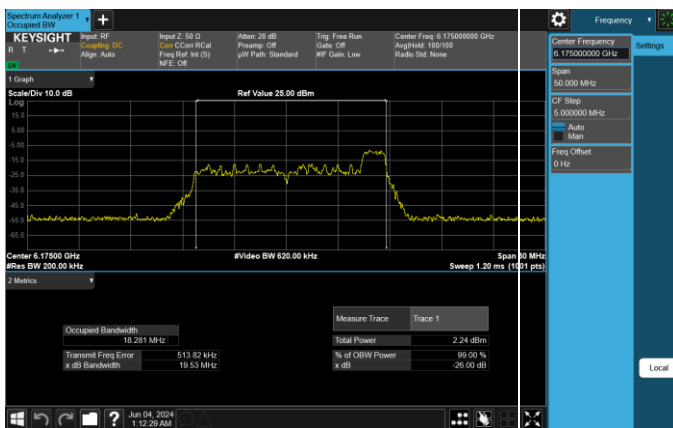 Spectrum Analyzer 1
Occupied BW
+
Frequency
KEYSIGHT
R T
Input: RF
Coupling: DC
Align: Auto
Input Z: 50 Ω
Corr CCorr RCal
Freq Ref: Int (S)
NFE: Off
Atten: 28 dB
Preamp: Off
µW Path: Standard
Trig: Free Run
Gate: Off
#IF Gain: Low
Center Freq: 6.175000000 GHz
Avg|Hold: 100/100
Radio Std: None
Center Frequency
6.175000000 GHz
Settings
Span
50.000 MHz
CF Step
5.000000 MHz
Auto
Man
Freq Offset
0 Hz
1 Graph
Scale/Div 10.0 dB
Ref Value 25.00 dBm
Log
15.0
5.00
-5.00
-15.0
-25.0
-35.0
-45.0
-55.0
-65.0
Center 6.17500 GHz
#Video BW 620.00 kHz
Span 50 MHz
#Res BW 200.00 kHz
Sweep 1.20 ms (1001 pts)
2 Metrics
Measure Trace
Trace 1
Occupied Bandwidth
18.281 MHz
Total Power
2.24 dBm
Transmit Freq Error
513.82 kHz
% of OBW Power
99.00 %
x dB Bandwidth
19.53 MHz
x dB
-26.00 dB
Local
?
Jun 04, 2024
1:12:29 AM